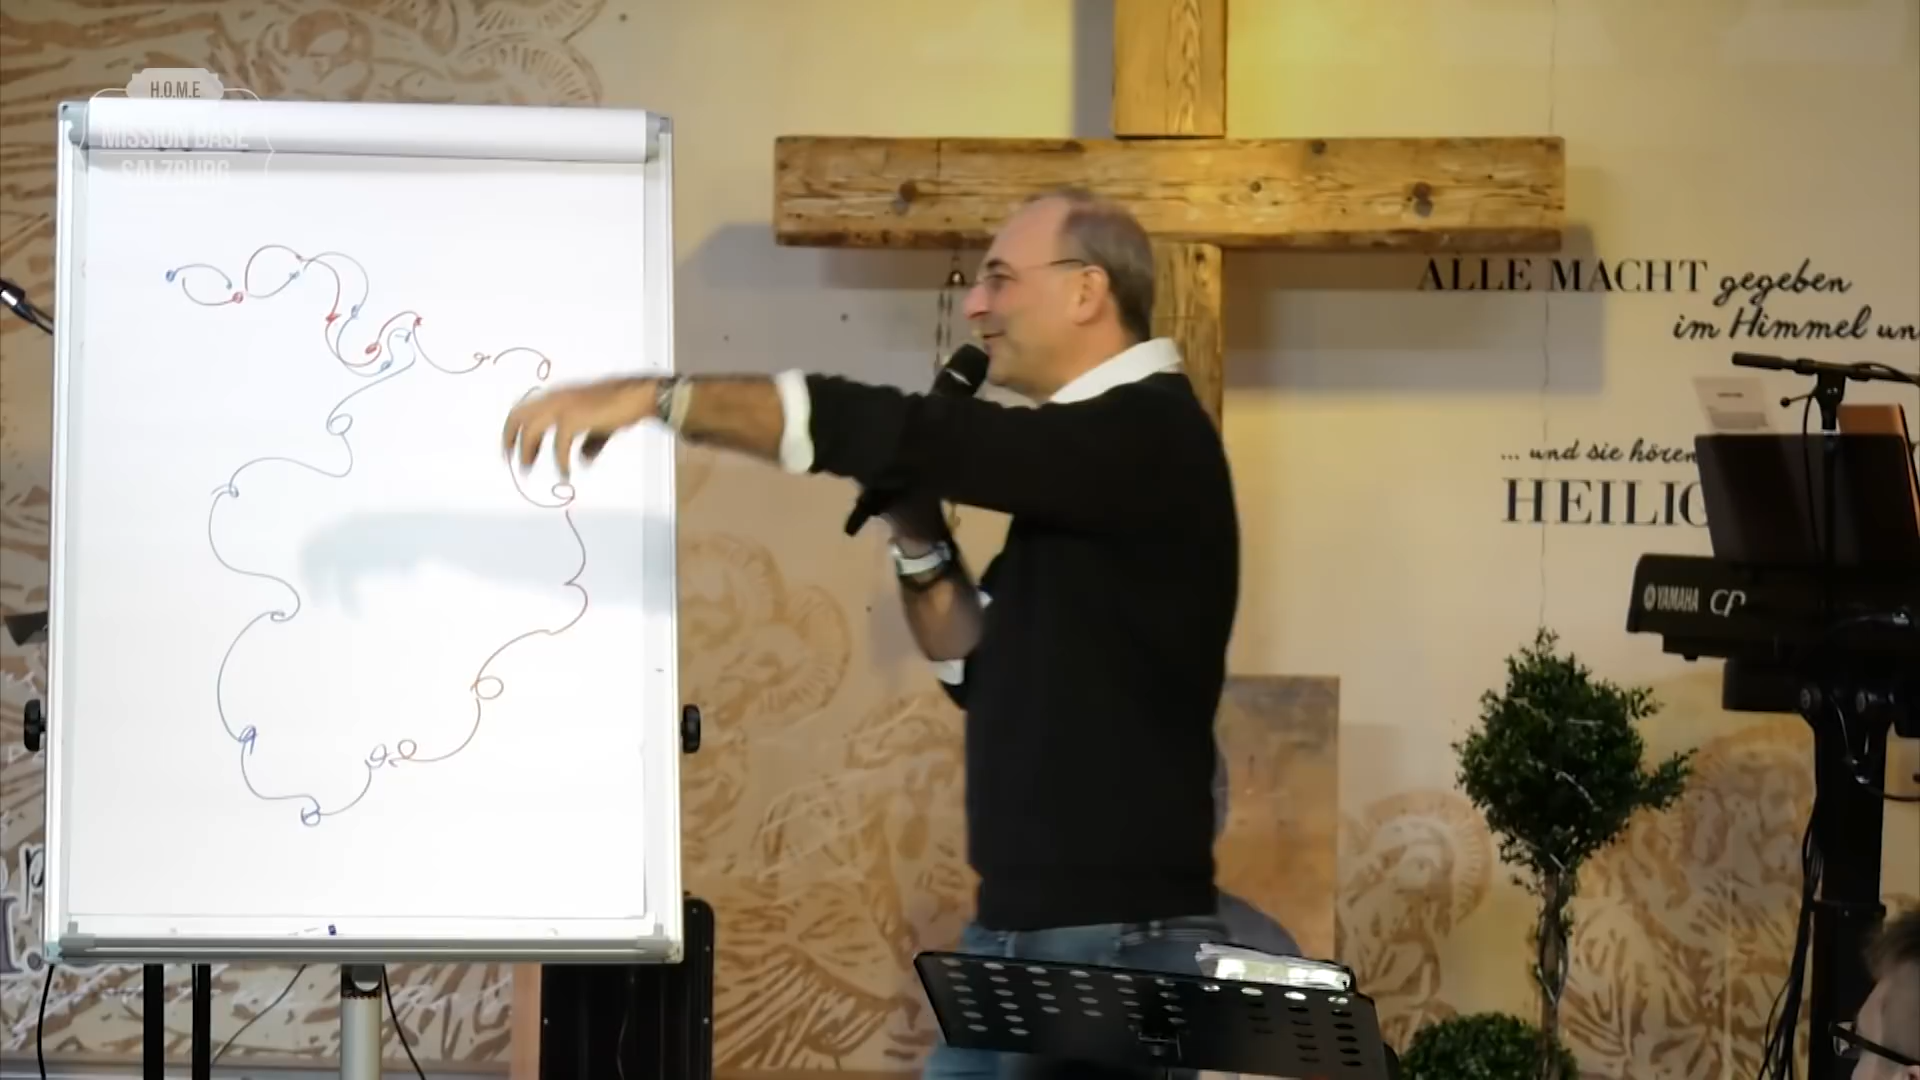 H.O.M.E
MISSION BASE
SALZBURG
ALLE MACHT gegeben
im Himmel un
... und sie hören
HEILIG
YAMAHA CP